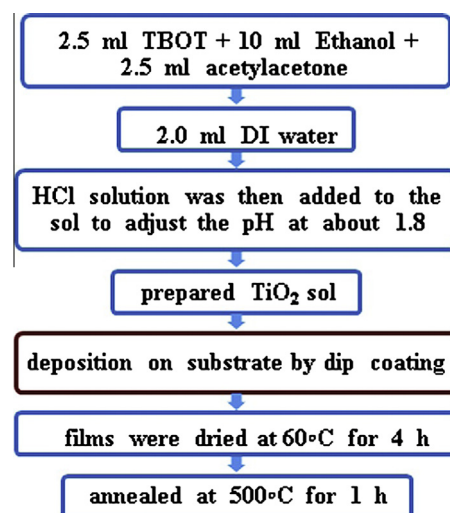 2.5 ml TBOT + 10 ml Ethanol +
2.5 ml acetylacetone
2.0 ml DI water
HCl solution was then added to the
sol to adjust the pH at about 1.8
prepared TiO₂ sol
deposition on substrate by dip coating
films were dried at 60°C for 4 h
annealed at 500°C for 1 h